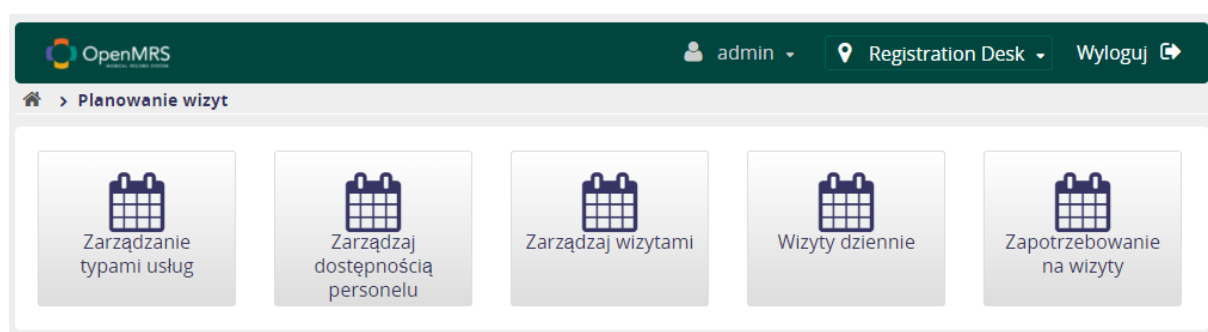 OpenMRS
admin
Registration Desk
Wyloguj
> Planowanie wizyt
Zarządzanie
typami usług
Zarządzaj
dostępnością
personelu
Zarządzaj wizytami
Wizyty dziennie
Zapotrzebowanie
na wizyty